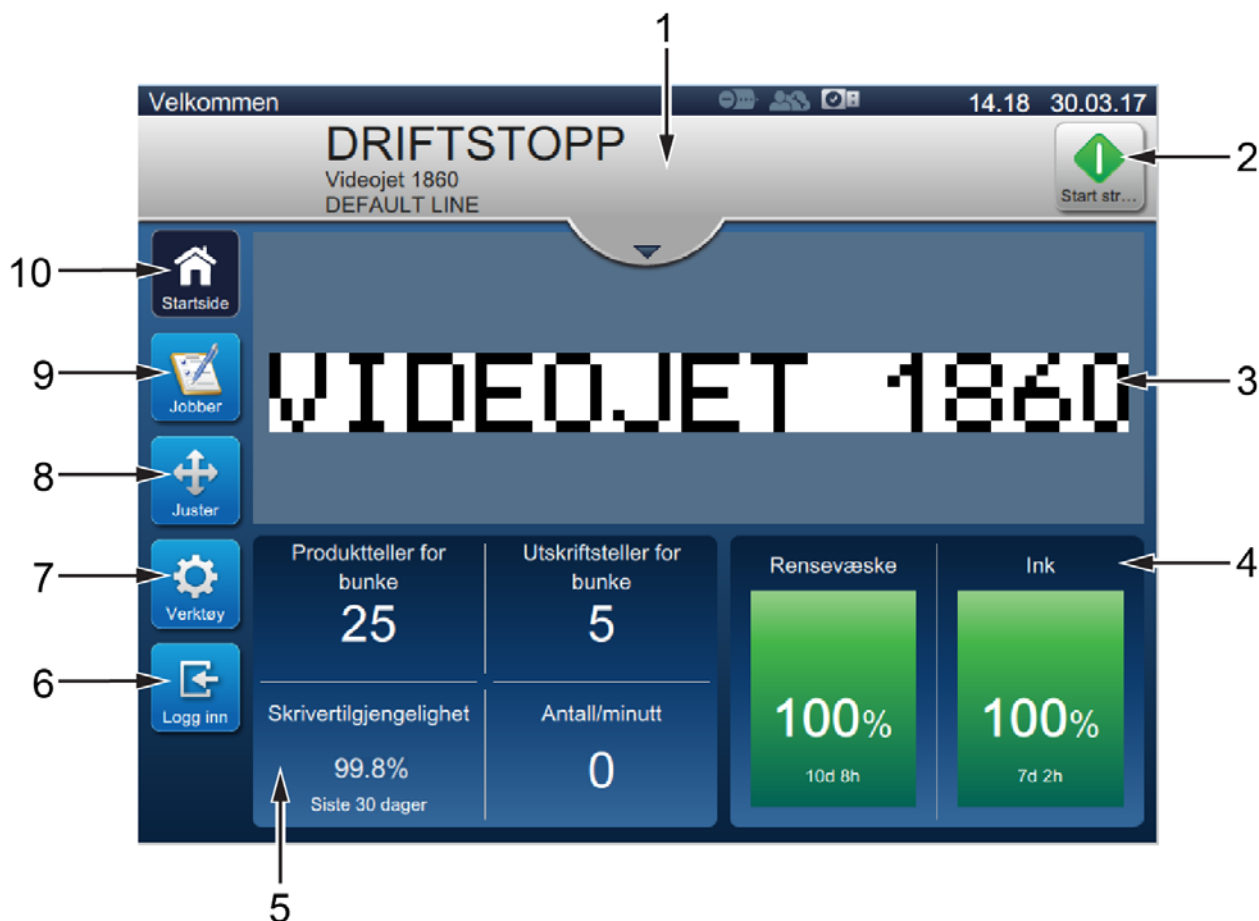 1
Velkommen
14.18 30.03.17
DRIFTSTOPP
Videojet 1860
DEFAULT LINE
Start str...
2
10
Startside
9
Jobber
VIDEOJET 1860
3
8
Juster
7
Verktøy
6
Logg inn
Produktteller for
bunke
25
Utskriftsteller for
bunke
5
Skrivertilgjengelighet
99.8%
Siste 30 dager
Antall/minutt
0
Rensevæske
100%
10d 8h
Ink
100%
7d 2h
4
5